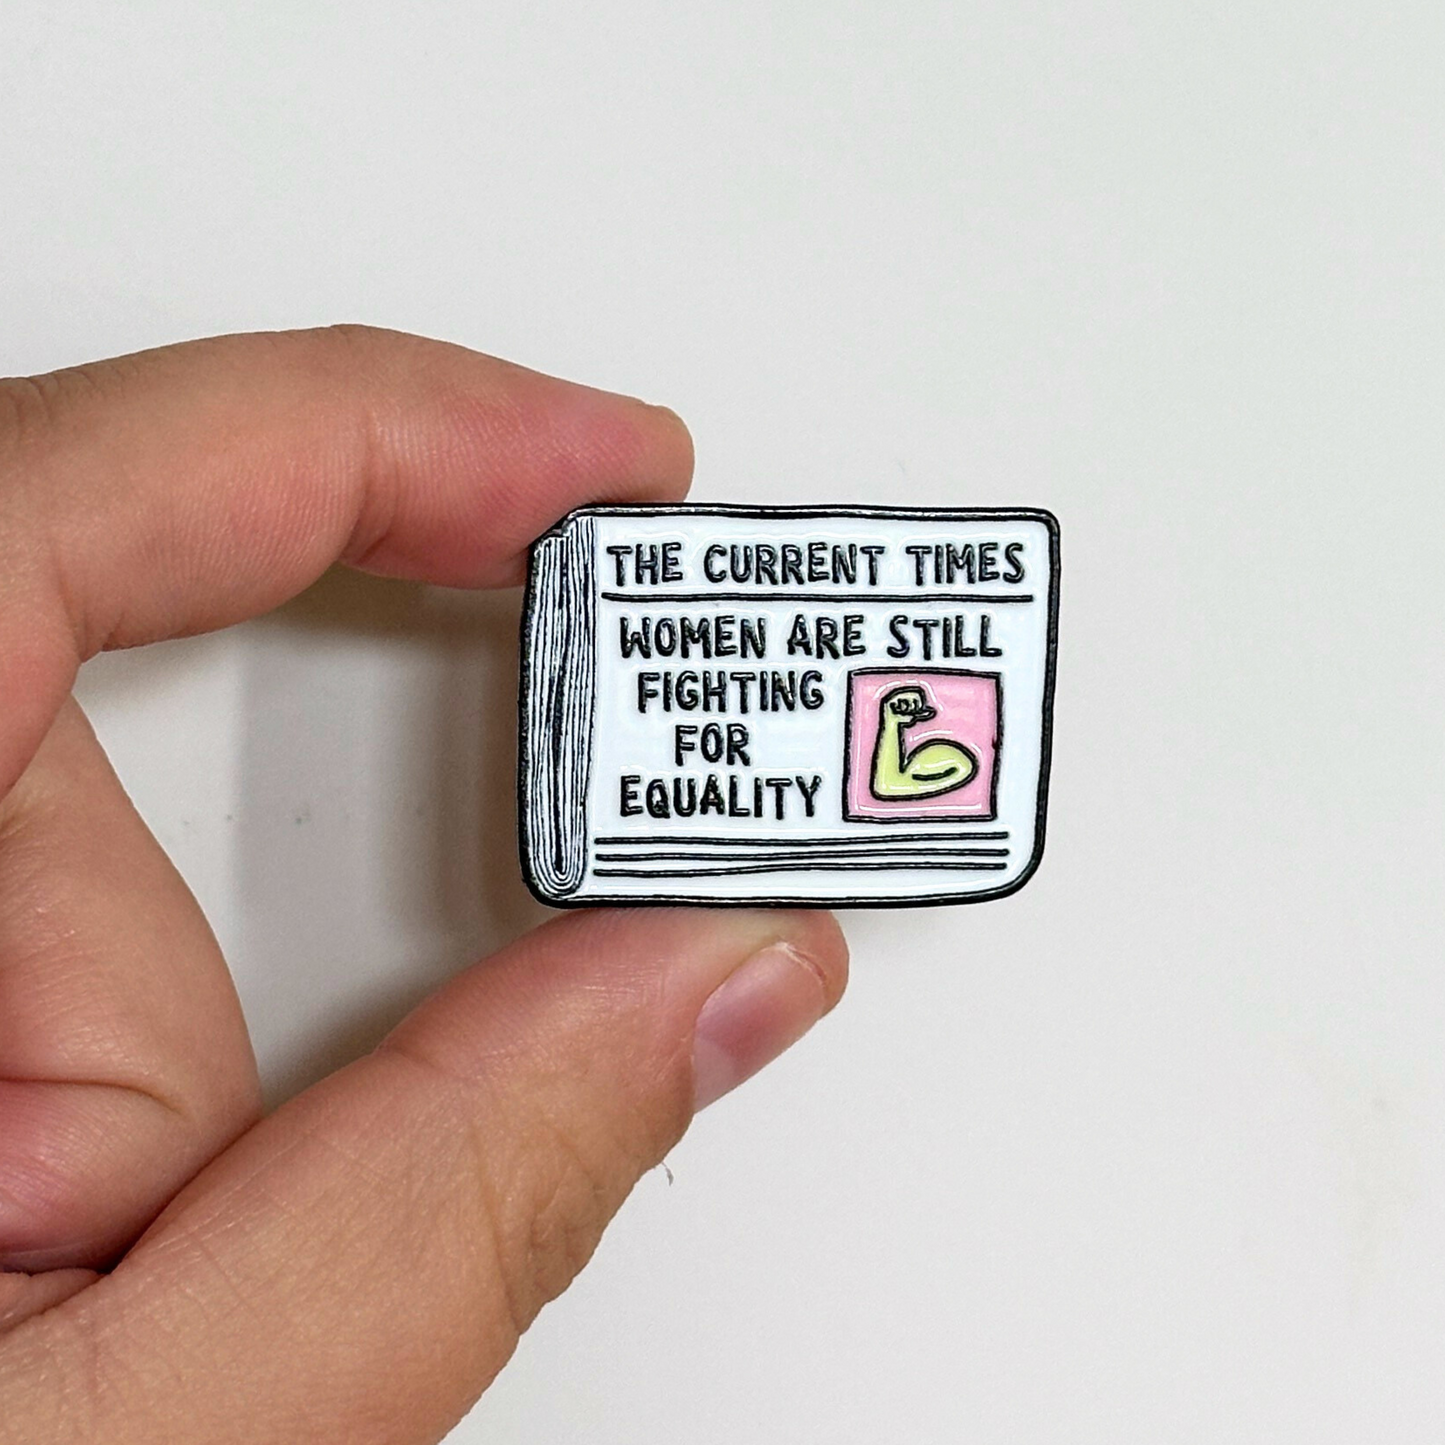 THE CURRENT TIMES
WOMEN ARE STILL
FIGHTING
FOR
EQUALITY